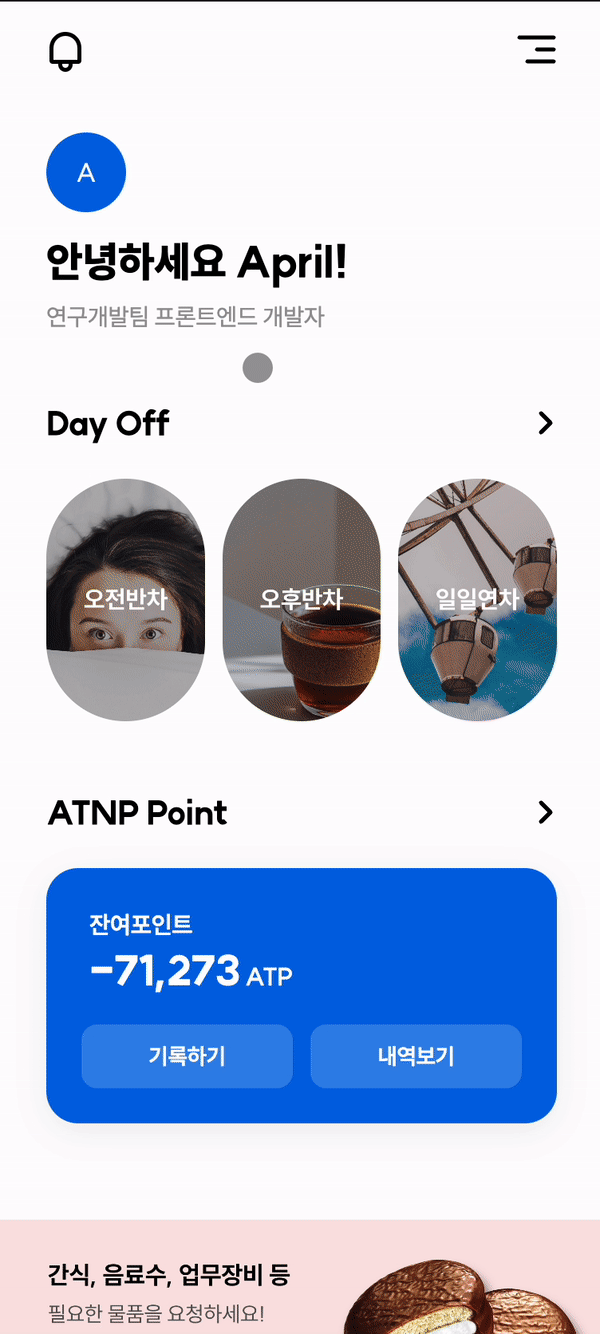 A
안녕하세요 April!
연구개발팀 프론트엔드 개발자
Day Off
오전반차
오후반차
일일연차
ATNP Point
잔여포인트
-71,273 ATP
기록하기
내역보기
간식, 음료수, 업무장비 등
필요한 물품을 요청하세요!